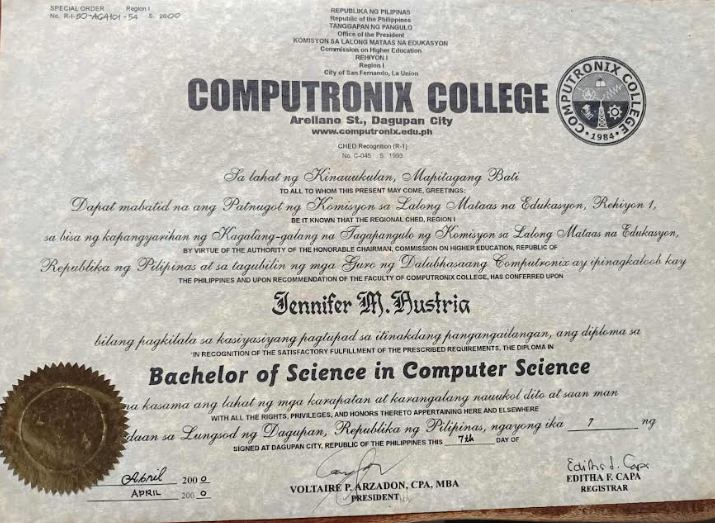 SPECIAL ORDER Region I
S. 2000
REPUBLIKA NG PILIPINAS
Republic of the Philippines
TANGGAPAN NG PANGULO
Office of the President
KOMISYON SA LALONG MATAAS NA EDUKASYON
Commission on Higher Education
REHIYON I
Region I
City of San Fernando, La Union
COMPUTRONIX COLLEGE
COMPUTRONIX COLLEGE
• 1984 •
Arellano St., Dagupan City
www.computronix.edu.ph
CHED Recognition (R-1)
No. C-045 S. 1993
Sa lahat ng Kinauukulan, Mapitagang Bati
TO ALL TO WHOM THIS PRESENT MAY COME, GREETINGS:
Dapat mabatid na ang Patnugot ng Komisyon sa Lalong Mataas na Edukasyon, Rehiyon 1,
BE IT KNOWN THAT THE REGIONAL CHED, REGION I
sa bisa ng kapangyarihan ng Kagalang-galang na Tagapangulo ng Komisyon sa Lalong Mataas na Edukasyon,
BY VIRTUE OF THE AUTHORITY OF THE HONORABLE CHAIRMAN, COMMISSION ON HIGHER EDUCATION, REPUBLIC OF
Republika ng Pilipinas at sa tagubilin ng mga Guro ng Dalubhasaang Computronix ay ipinagkaloob kay
THE PHILIPPINES AND UPON RECOMMENDATION OF THE FACULTY OF COMPUTRONIX COLLEGE, HAS CONFERRED UPON
Jennifer M. Austria
bilang pagkilala sa kasiyasiyang pagtupad sa itinakdang pangangailangan, ang diploma sa
IN RECOGNITION OF THE SATISFACTORY FULFILLMENT OF THE PRESCRIBED REQUIREMENTS, THE DIPLOMA IN
Bachelor of Science in Computer Science
na kasama ang lahat ng mga karapatan at karangalang nauukol dito at saan man
WITH ALL THE RIGHTS, PRIVILEGES, AND HONORS THERETO APPERTAINING HERE AND ELSEWHERE
daan sa Lungsod ng Dagupan, Republika ng Pilipinas, ngayong ika 7 ng
SIGNED AT DAGUPAN CITY, REPUBLIC OF THE PHILIPPINES THIS 7th DAY OF
Abril 2000
APRIL 2000
VOLTAIRE P. ARZADON, CPA, MBA
PRESIDENT
Editha F. Capa
EDITHA F. CAPA
REGISTRAR